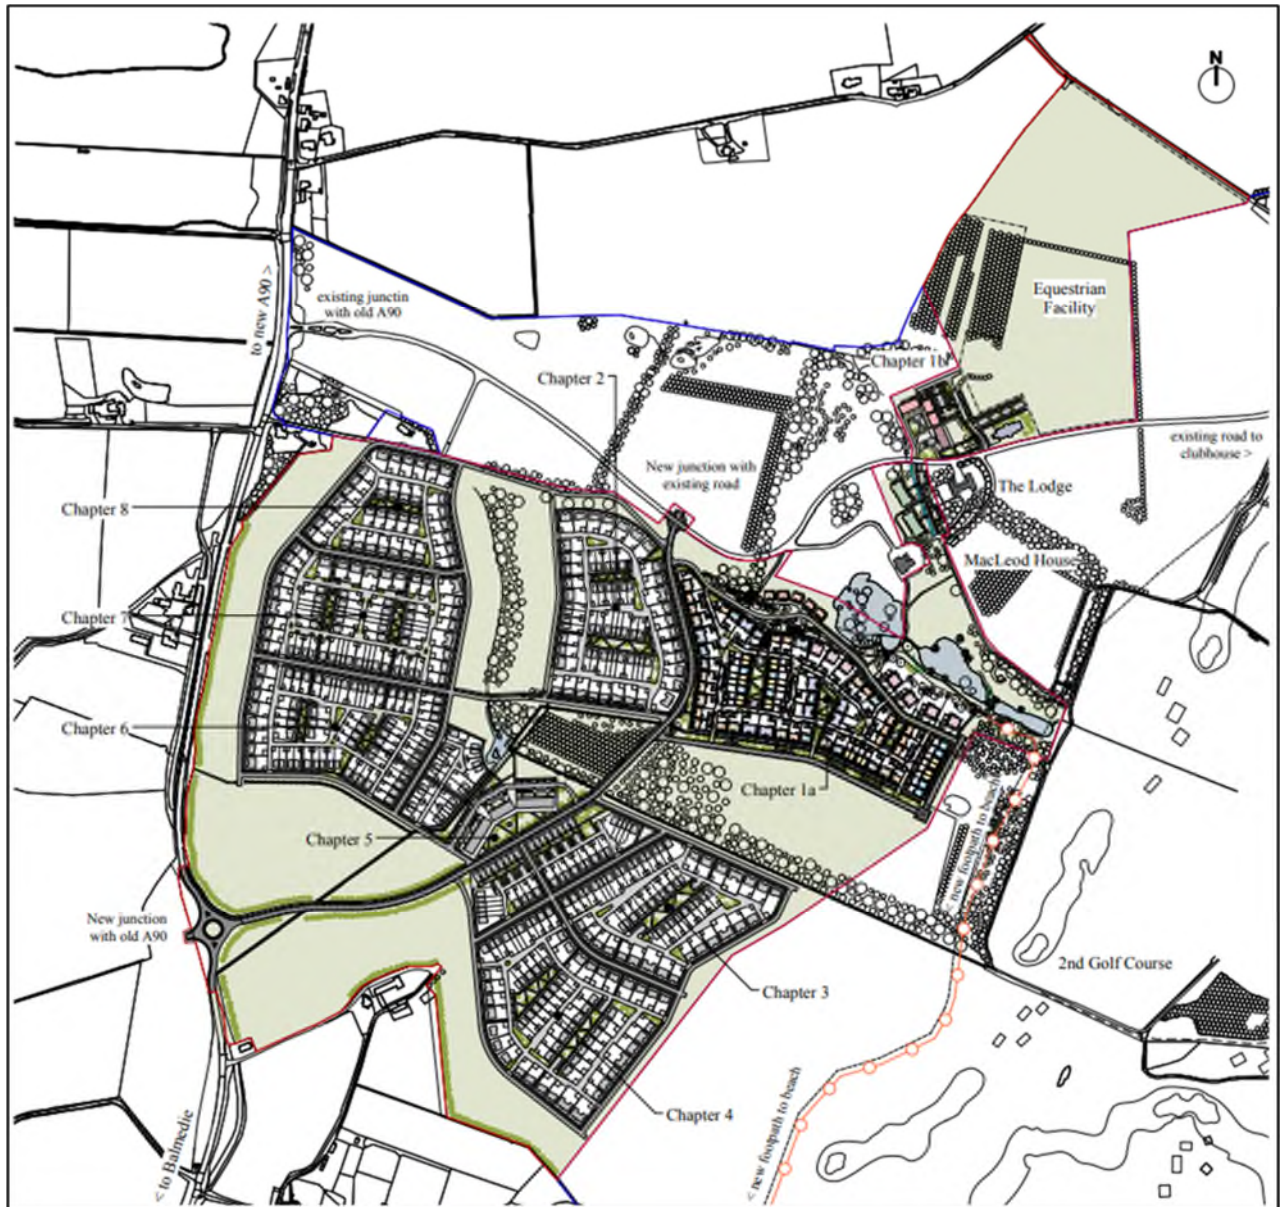 N
to new A90 >
existing junctin
with old A90
Equestrian
Facility
Chapter 1b
Chapter 2
existing road to
clubhouse >
New junction with
existing road
The Lodge
Chapter 8
MacLeod House
Chapter 7
Chapter 6
Chapter 1a
< new footpath to beach
Chapter 5
New junction
with old A90
2nd Golf Course
Chapter 3
Chapter 4
< new footpath to beach
< to Balmedie